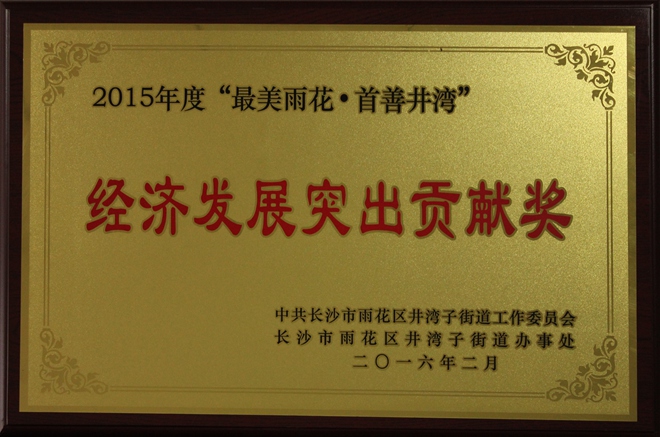 2015年度“最美雨花·首善井湾”
经济发展突出贡献奖
中共长沙市雨花区井湾子街道工作委员会
长沙市雨花区井湾子街道办事处
二〇一六年二月